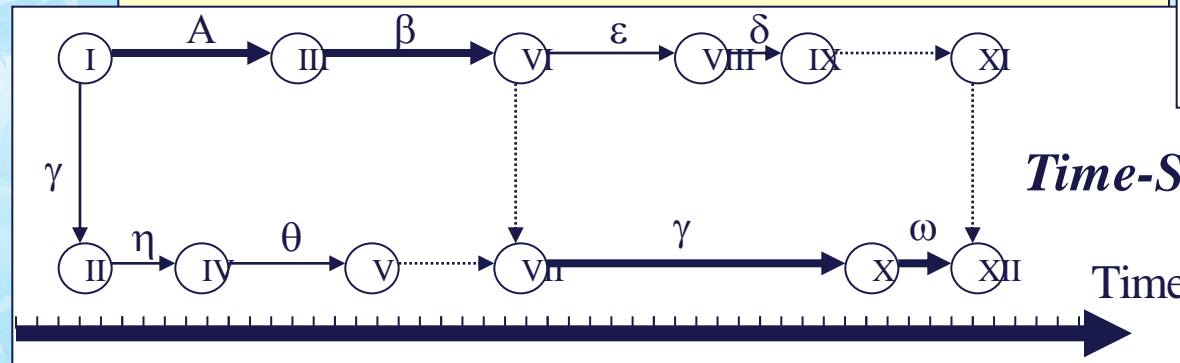 A β ε δ
I III VI VIII IX XI
γ
Time-S
η θ γ ω
II IV V VII X XII
Time